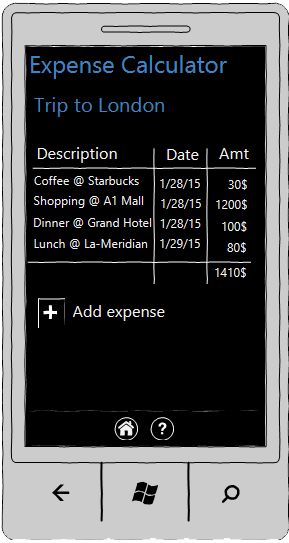 Expense Calculator
Trip to London
Description Date Amt
Coffee @ Starbucks 1/28/15 30$
Shopping @ A1 Mall 1/28/15 1200$
Dinner @ Grand Hotel 1/28/15 100$
Lunch @ La-Meridian 1/29/15 80$
1410$
+ Add expense
?